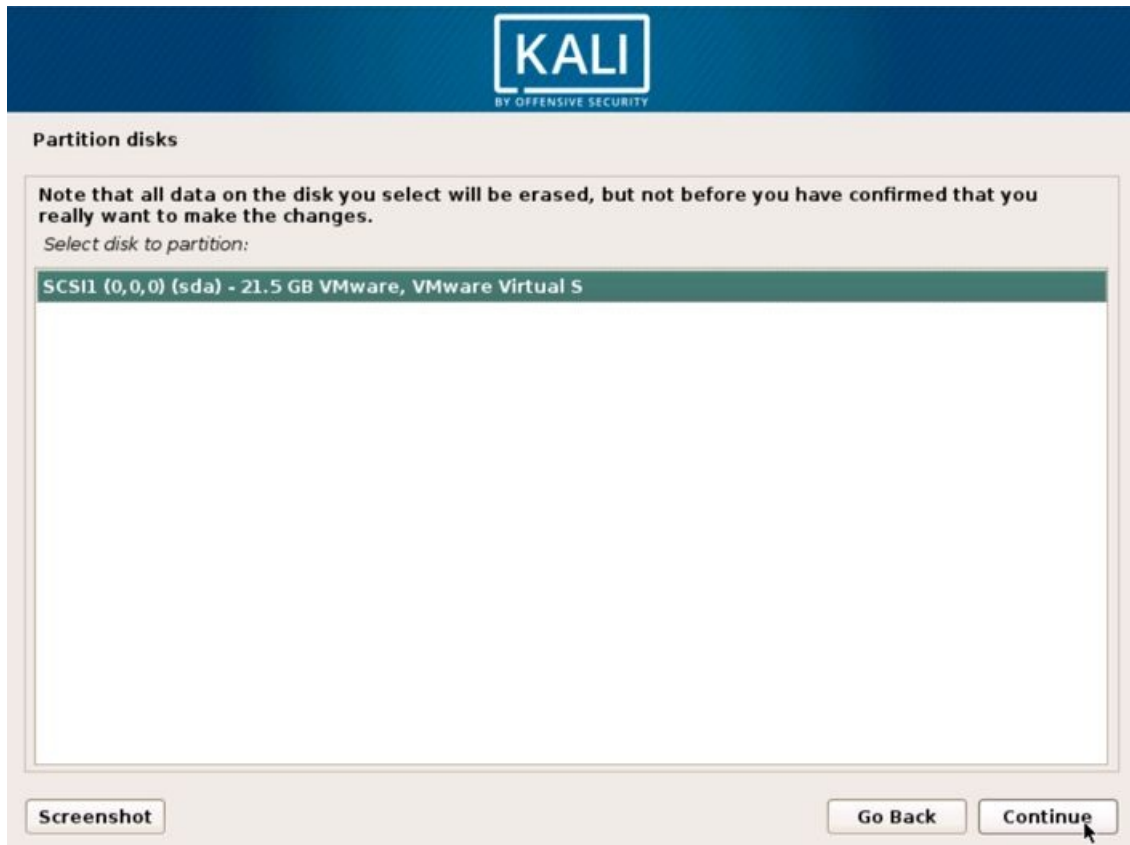 KALI
BY OFFENSIVE SECURITY
Partition disks
Note that all data on the disk you select will be erased, but not before you have confirmed that you
really want to make the changes.
Select disk to partition:
SCSI1 (0,0,0) (sda) - 21.5 GB VMware, VMware Virtual S
Screenshot
Go Back
Continue